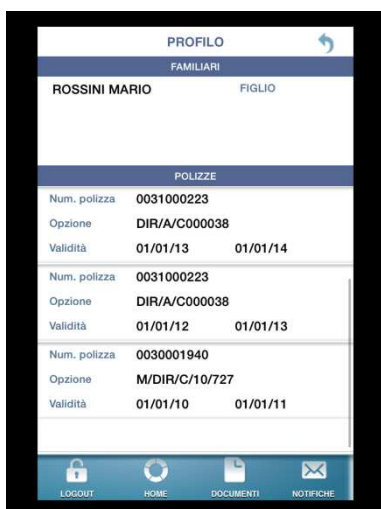 PROFILO
FAMILIARI
ROSSINI MARIO FIGLIO
POLIZZE
Num. polizza 0031000223
Opzione DIR/A/C000038
Validità 01/01/13 01/01/14
Num. polizza 0031000223
Opzione DIR/A/C000038
Validità 01/01/12 01/01/13
Num. polizza 0030001940
Opzione M/DIR/C/10/727
Validità 01/01/10 01/01/11
LOGOUT HOME DOCUMENTI NOTIFICHE